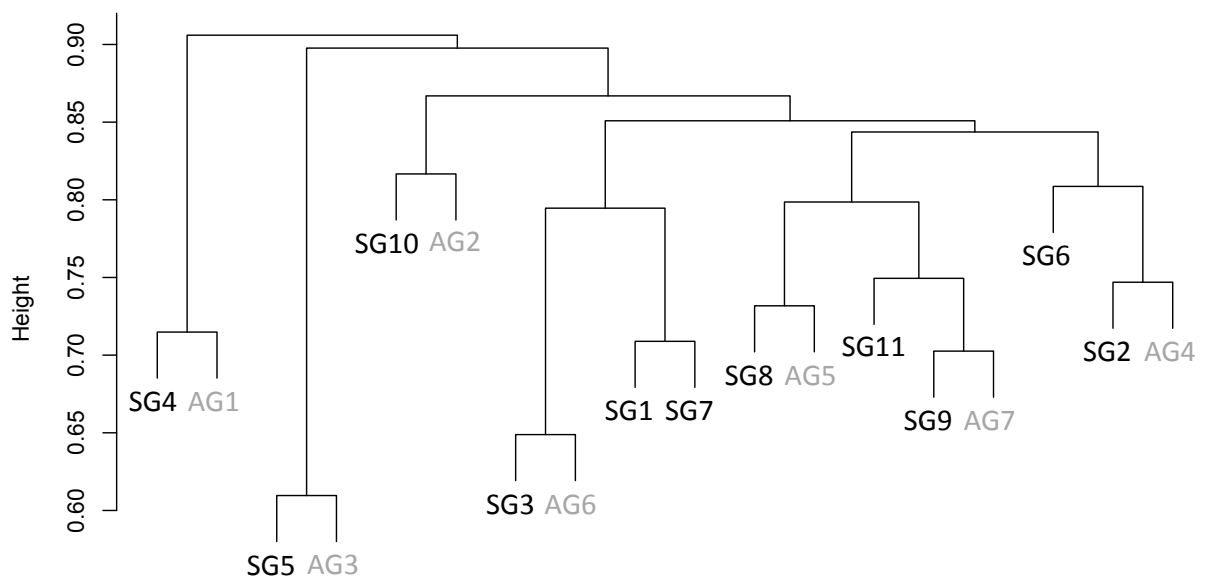 Height
0.90
0.85
0.80
0.75
0.70
0.65
0.60
SG10 AG2
SG6
SG11
SG2 AG4
SG8 AG5
SG4 AG1
SG1 SG7
SG9 AG7
SG3 AG6
SG5 AG3